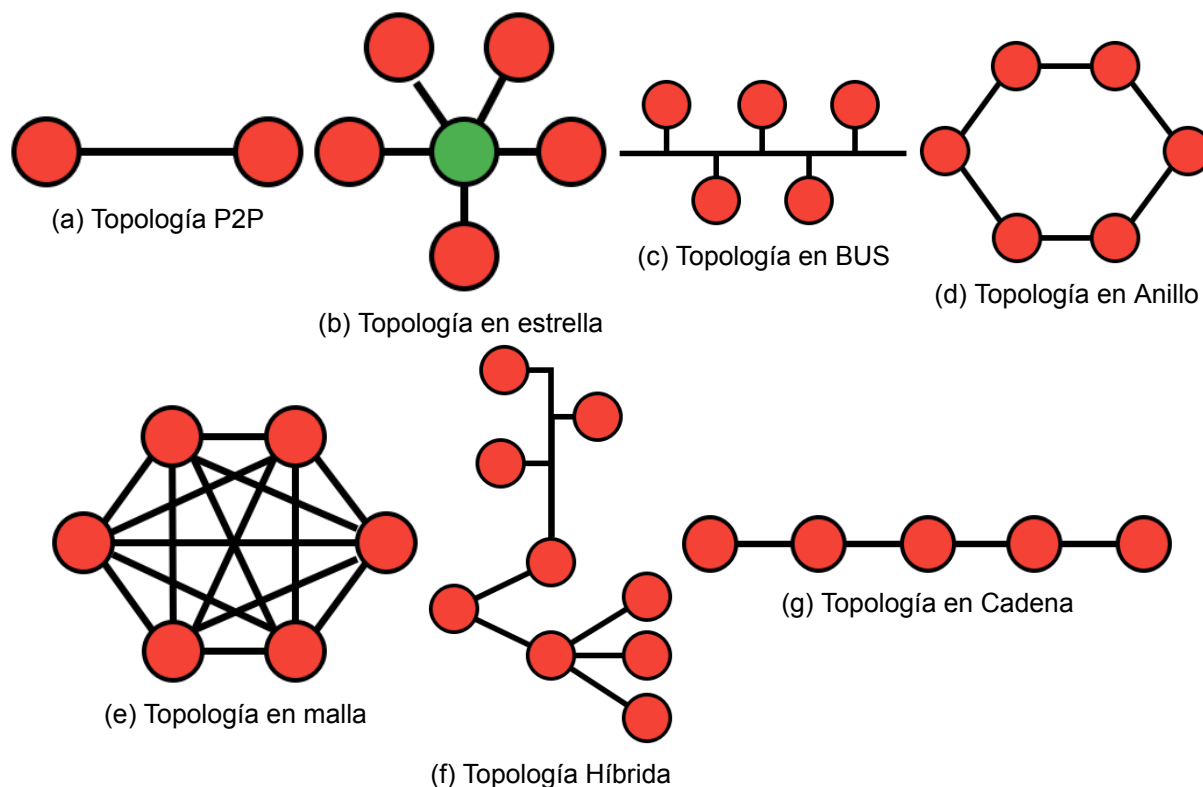 (a) Topología P2P
(b) Topología en estrella
(c) Topología en BUS
(d) Topología en Anillo
(e) Topología en malla
(f) Topología Híbrida
(g) Topología en Cadena